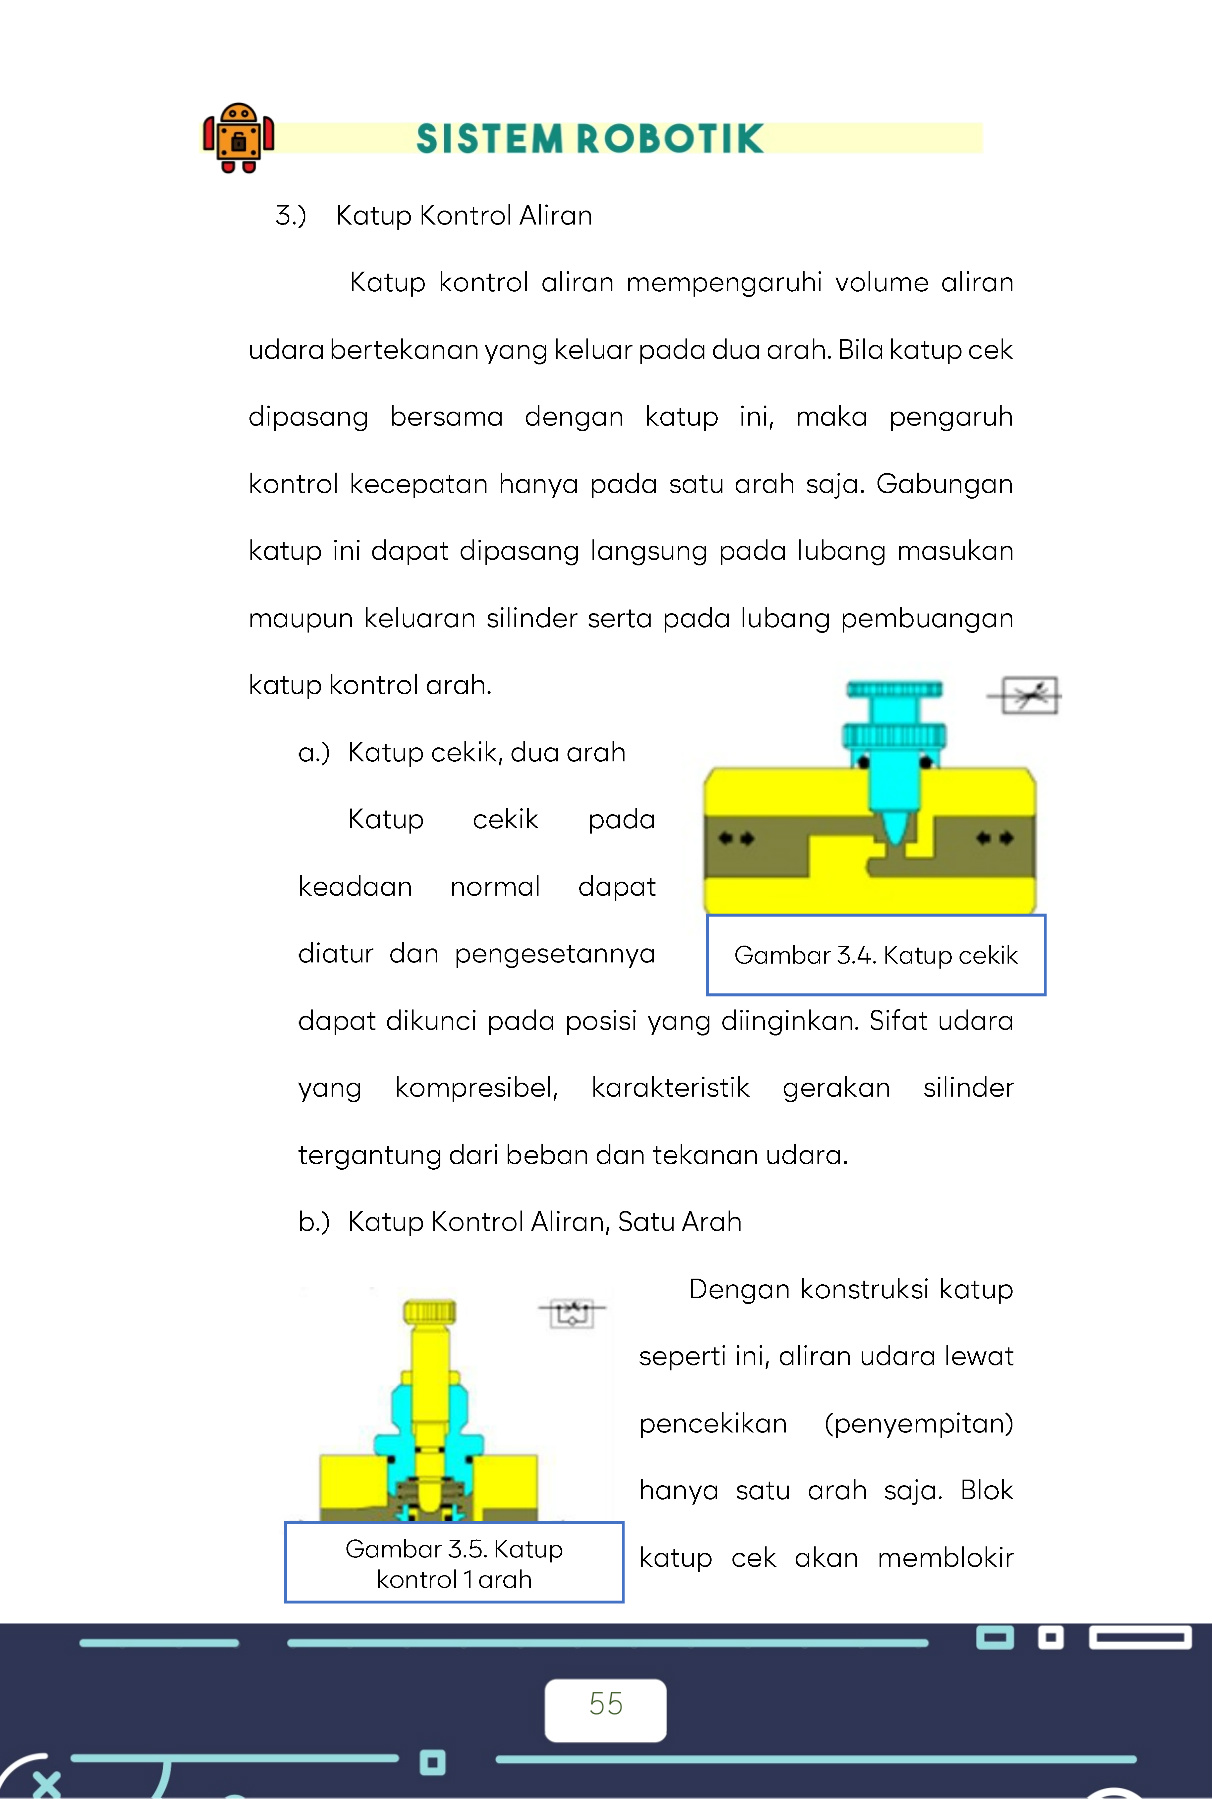 SISTEM ROBOTIK
3.) Katup Kontrol Aliran
Katup kontrol aliran mempengaruhi volume aliran
udara bertekanan yang keluar pada dua arah. Bila katup cek
dipasang bersama dengan katup ini, maka pengaruh
kontrol kecepatan hanya pada satu arah saja. Gabungan
katup ini dapat dipasang langsung pada lubang masukan
maupun keluaran silinder serta pada lubang pembuangan
katup kontrol arah.
a.) Katup cekik, dua arah
Katup cekik pada
keadaan normal dapat
diatur dan pengesetannya
Gambar 3.4. Katup cekik
dapat dikunci pada posisi yang diinginkan. Sifat udara
yang kompresibel, karakteristik gerakan silinder
tergantung dari beban dan tekanan udara.
b.) Katup Kontrol Aliran, Satu Arah
Dengan konstruksi katup
seperti ini, aliran udara lewat
pencekikan (penyempitan)
hanya satu arah saja. Blok
katup cek akan memblokir
Gambar 3.5. Katup
kontrol 1 arah
55